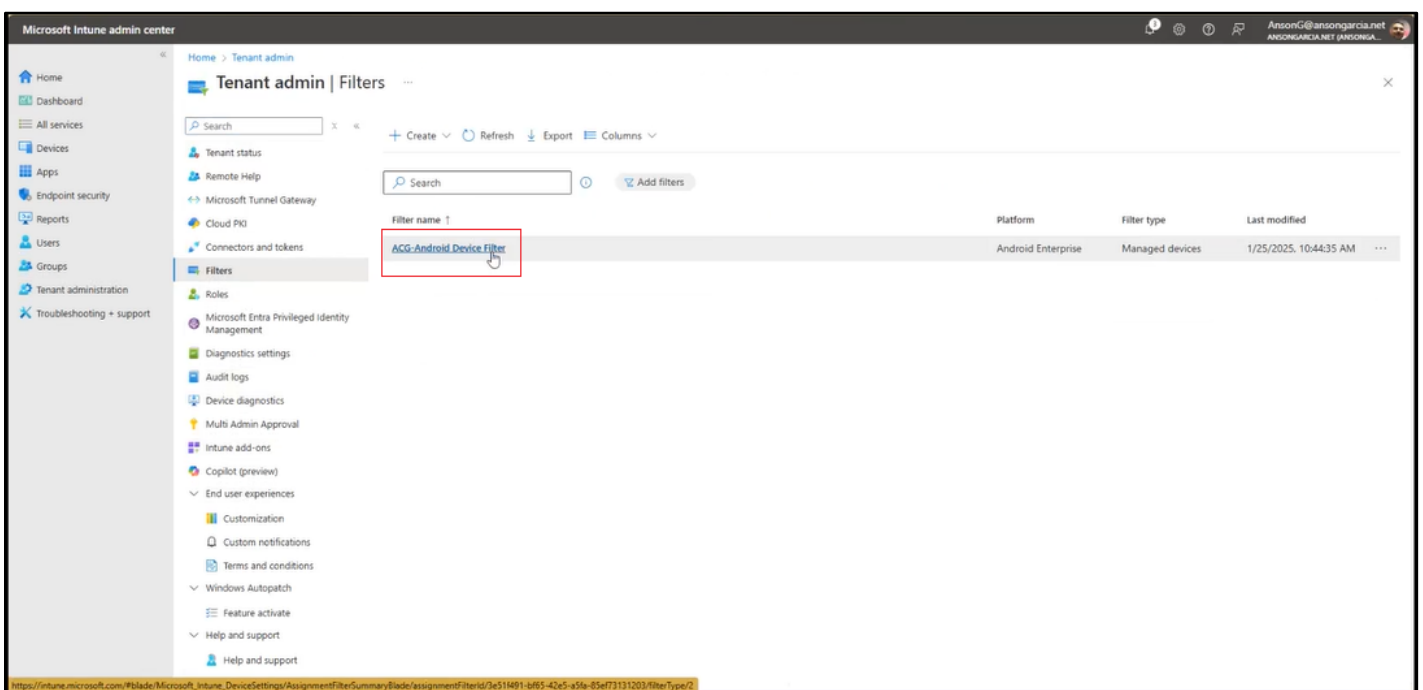 Microsoft Intune admin center
1
AnsonG@ansongarcia.net
ANSONGARCIA.NET (ANSONGA...
Home
Dashboard
All services
Devices
Apps
Endpoint security
Reports
Users
Groups
Tenant administration
Troubleshooting + support
Home > Tenant admin
Tenant admin | Filters ...
Search
Tenant status
Remote Help
Microsoft Tunnel Gateway
Cloud PKI
Connectors and tokens
Filters
Roles
Microsoft Entra Privileged Identity
Management
Diagnostics settings
Audit logs
Device diagnostics
Multi Admin Approval
Intune add-ons
Copilot (preview)
End user experiences
Customization
Custom notifications
Terms and conditions
Windows Autopatch
Feature activate
Help and support
Help and support
Create Refresh Export Columns
Search Add filters
Filter name ↑ Platform Filter type Last modified
ACG-Android Device Filter Android Enterprise Managed devices 1/25/2025, 10:44:35 AM ...
https://intune.microsoft.com/#blade/Microsoft_Intune_DeviceSettings/AssignmentFilterSummaryBlade/assignmentFilterId/3e51f491-bf65-42e5-a5fa-85ef73131203/filterType/2